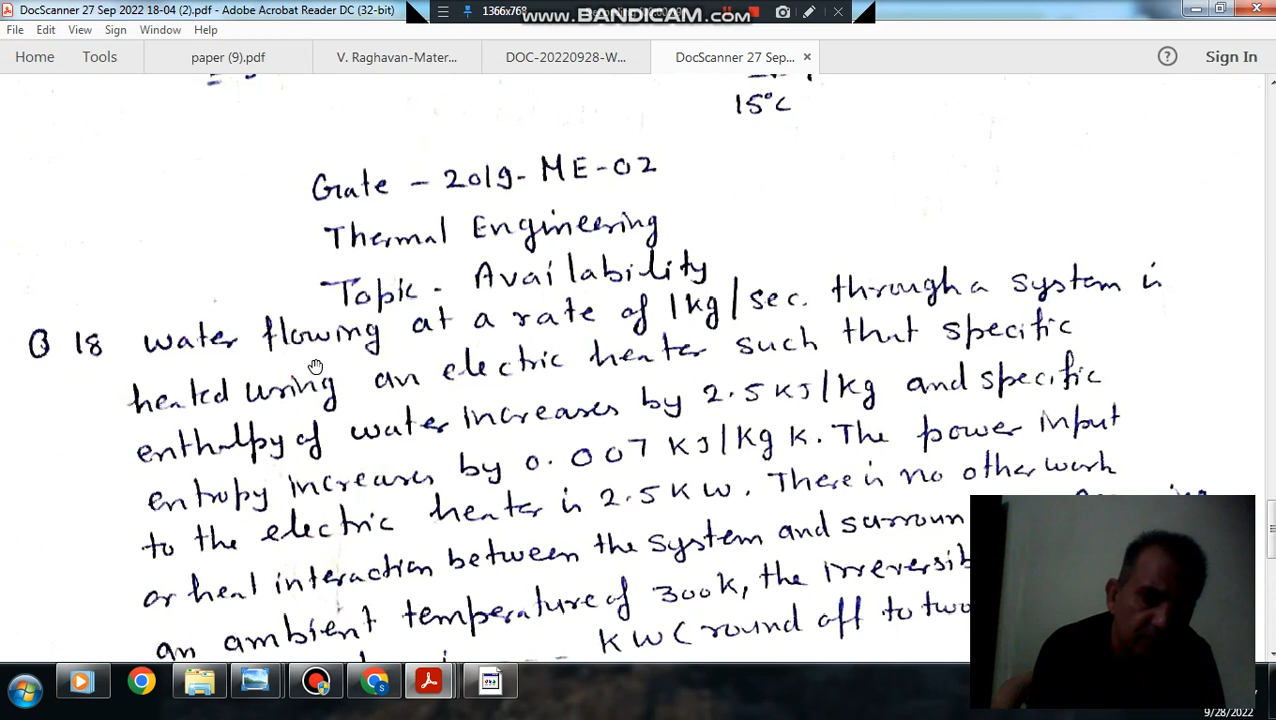 DocScanner 27 Sep 2022 18-04 (2).pdf - Adobe Acrobat Reader DC (32-bit)
1366x768
www.BANDICAM.com
File Edit View Sign Window Help
Home Tools paper (9).pdf V. Raghavan-Mater... DOC-20220928-W... DocScanner 27 Sep... × Sign In
15°C
Gate - 2019- ME-02
Thermal Engineering
Topic - Availability
Q 18 water flowing at a rate of 1kg/sec. through a system is
heated using an electric heater such that specific
enthalpy of water increases by 2.5 KJ/kg and specific
entropy increases by 0.007 KJ/Kg K. The power input
to the electric heater is 2.5 KW. There is no other work
or heat interaction between the system and surroun
an ambient temperature of 300K, the irreversib
KW (round off to two
9/28/2022